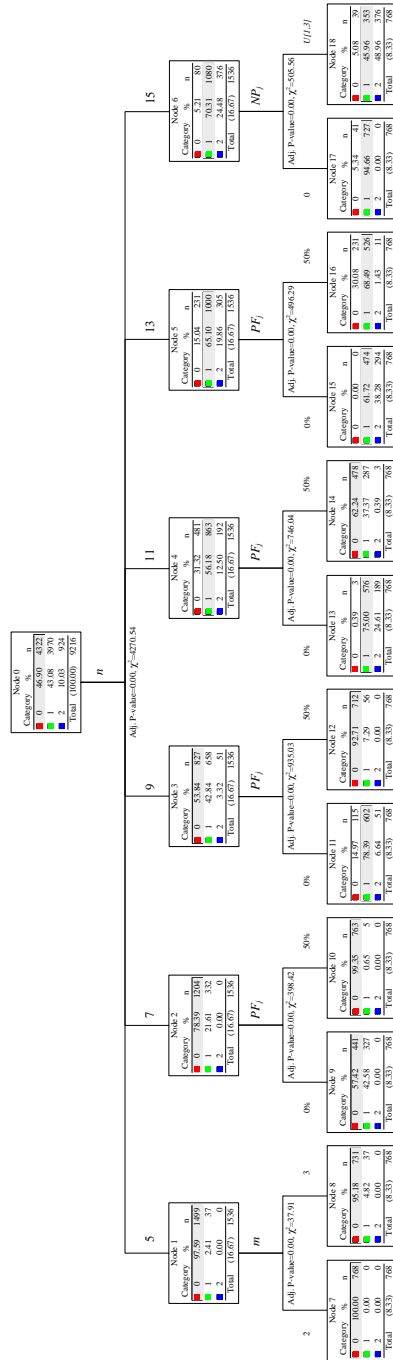 Node 0
Category % n
0 46.90 4322
1 43.08 3970
2 10.03 924
Total (100.00) 9216
n
Adj. P-value=0.00, χ²=4270.54
5
7
9
11
13
15
Node 1
Category % n
0 97.59 1499
1 2.41 37
2 0.00 0
Total (16.67) 1536
m
Adj. P-value=0.00, χ²=37.91
Node 2
Category % n
0 78.39 1204
1 21.61 332
2 0.00 0
Total (16.67) 1536
PFj
Adj. P-value=0.00, χ²=398.42
Node 3
Category % n
0 53.84 827
1 42.84 658
2 3.32 51
Total (16.67) 1536
PFj
Adj. P-value=0.00, χ²=935.03
Node 4
Category % n
0 31.32 481
1 56.18 863
2 12.50 192
Total (16.67) 1536
PFj
Adj. P-value=0.00, χ²=746.04
Node 5
Category % n
0 15.04 231
1 65.10 1000
2 19.86 305
Total (16.67) 1536
PFj
Adj. P-value=0.00, χ²=496.29
Node 6
Category % n
0 5.21 80
1 70.31 1080
2 24.48 376
Total (16.67) 1536
NPj
Adj. P-value=0.00, χ²=505.56
2
Node 7
Category % n
0 100.00 768
1 0.00 0
2 0.00 0
Total (8.33) 768
3
Node 8
Category % n
0 95.18 731
1 4.82 37
2 0.00 0
Total (8.33) 768
0%
Node 9
Category % n
0 57.42 441
1 42.58 327
2 0.00 0
Total (8.33) 768
50%
Node 10
Category % n
0 99.35 763
1 0.65 5
2 0.00 0
Total (8.33) 768
0%
Node 11
Category % n
0 14.97 115
1 78.39 602
2 6.64 51
Total (8.33) 768
50%
Node 12
Category % n
0 92.71 712
1 7.29 56
2 0.00 0
Total (8.33) 768
0%
Node 13
Category % n
0 0.39 3
1 75.00 576
2 24.61 189
Total (8.33) 768
50%
Node 14
Category % n
0 62.24 478
1 37.37 287
2 0.39 3
Total (8.33) 768
0%
Node 15
Category % n
0 0.00 0
1 61.72 474
2 38.28 294
Total (8.33) 768
50%
Node 16
Category % n
0 30.08 231
1 68.49 526
2 1.43 11
Total (8.33) 768
0
Node 17
Category % n
0 5.34 41
1 94.66 727
2 0.00 0
Total (8.33) 768
U[1,3]
Node 18
Category % n
0 5.08 39
1 45.96 353
2 48.96 376
Total (8.33) 768